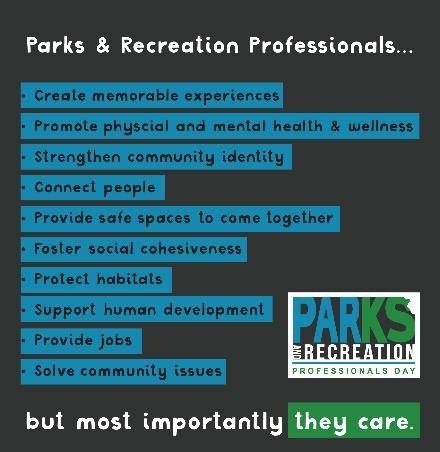 Parks & Recreation Professionals...
· Create memorable experiences
· Promote physcial and mental health & wellness
· Strengthen community identity
· Connect people
· Provide safe spaces to come together
· Foster social cohesiveness
· Protect habitats
· Support human development
· Provide jobs
· Solve community issues
PARKS
AND RECREATION
PROFESSIONALS DAY
but most importantly they care.